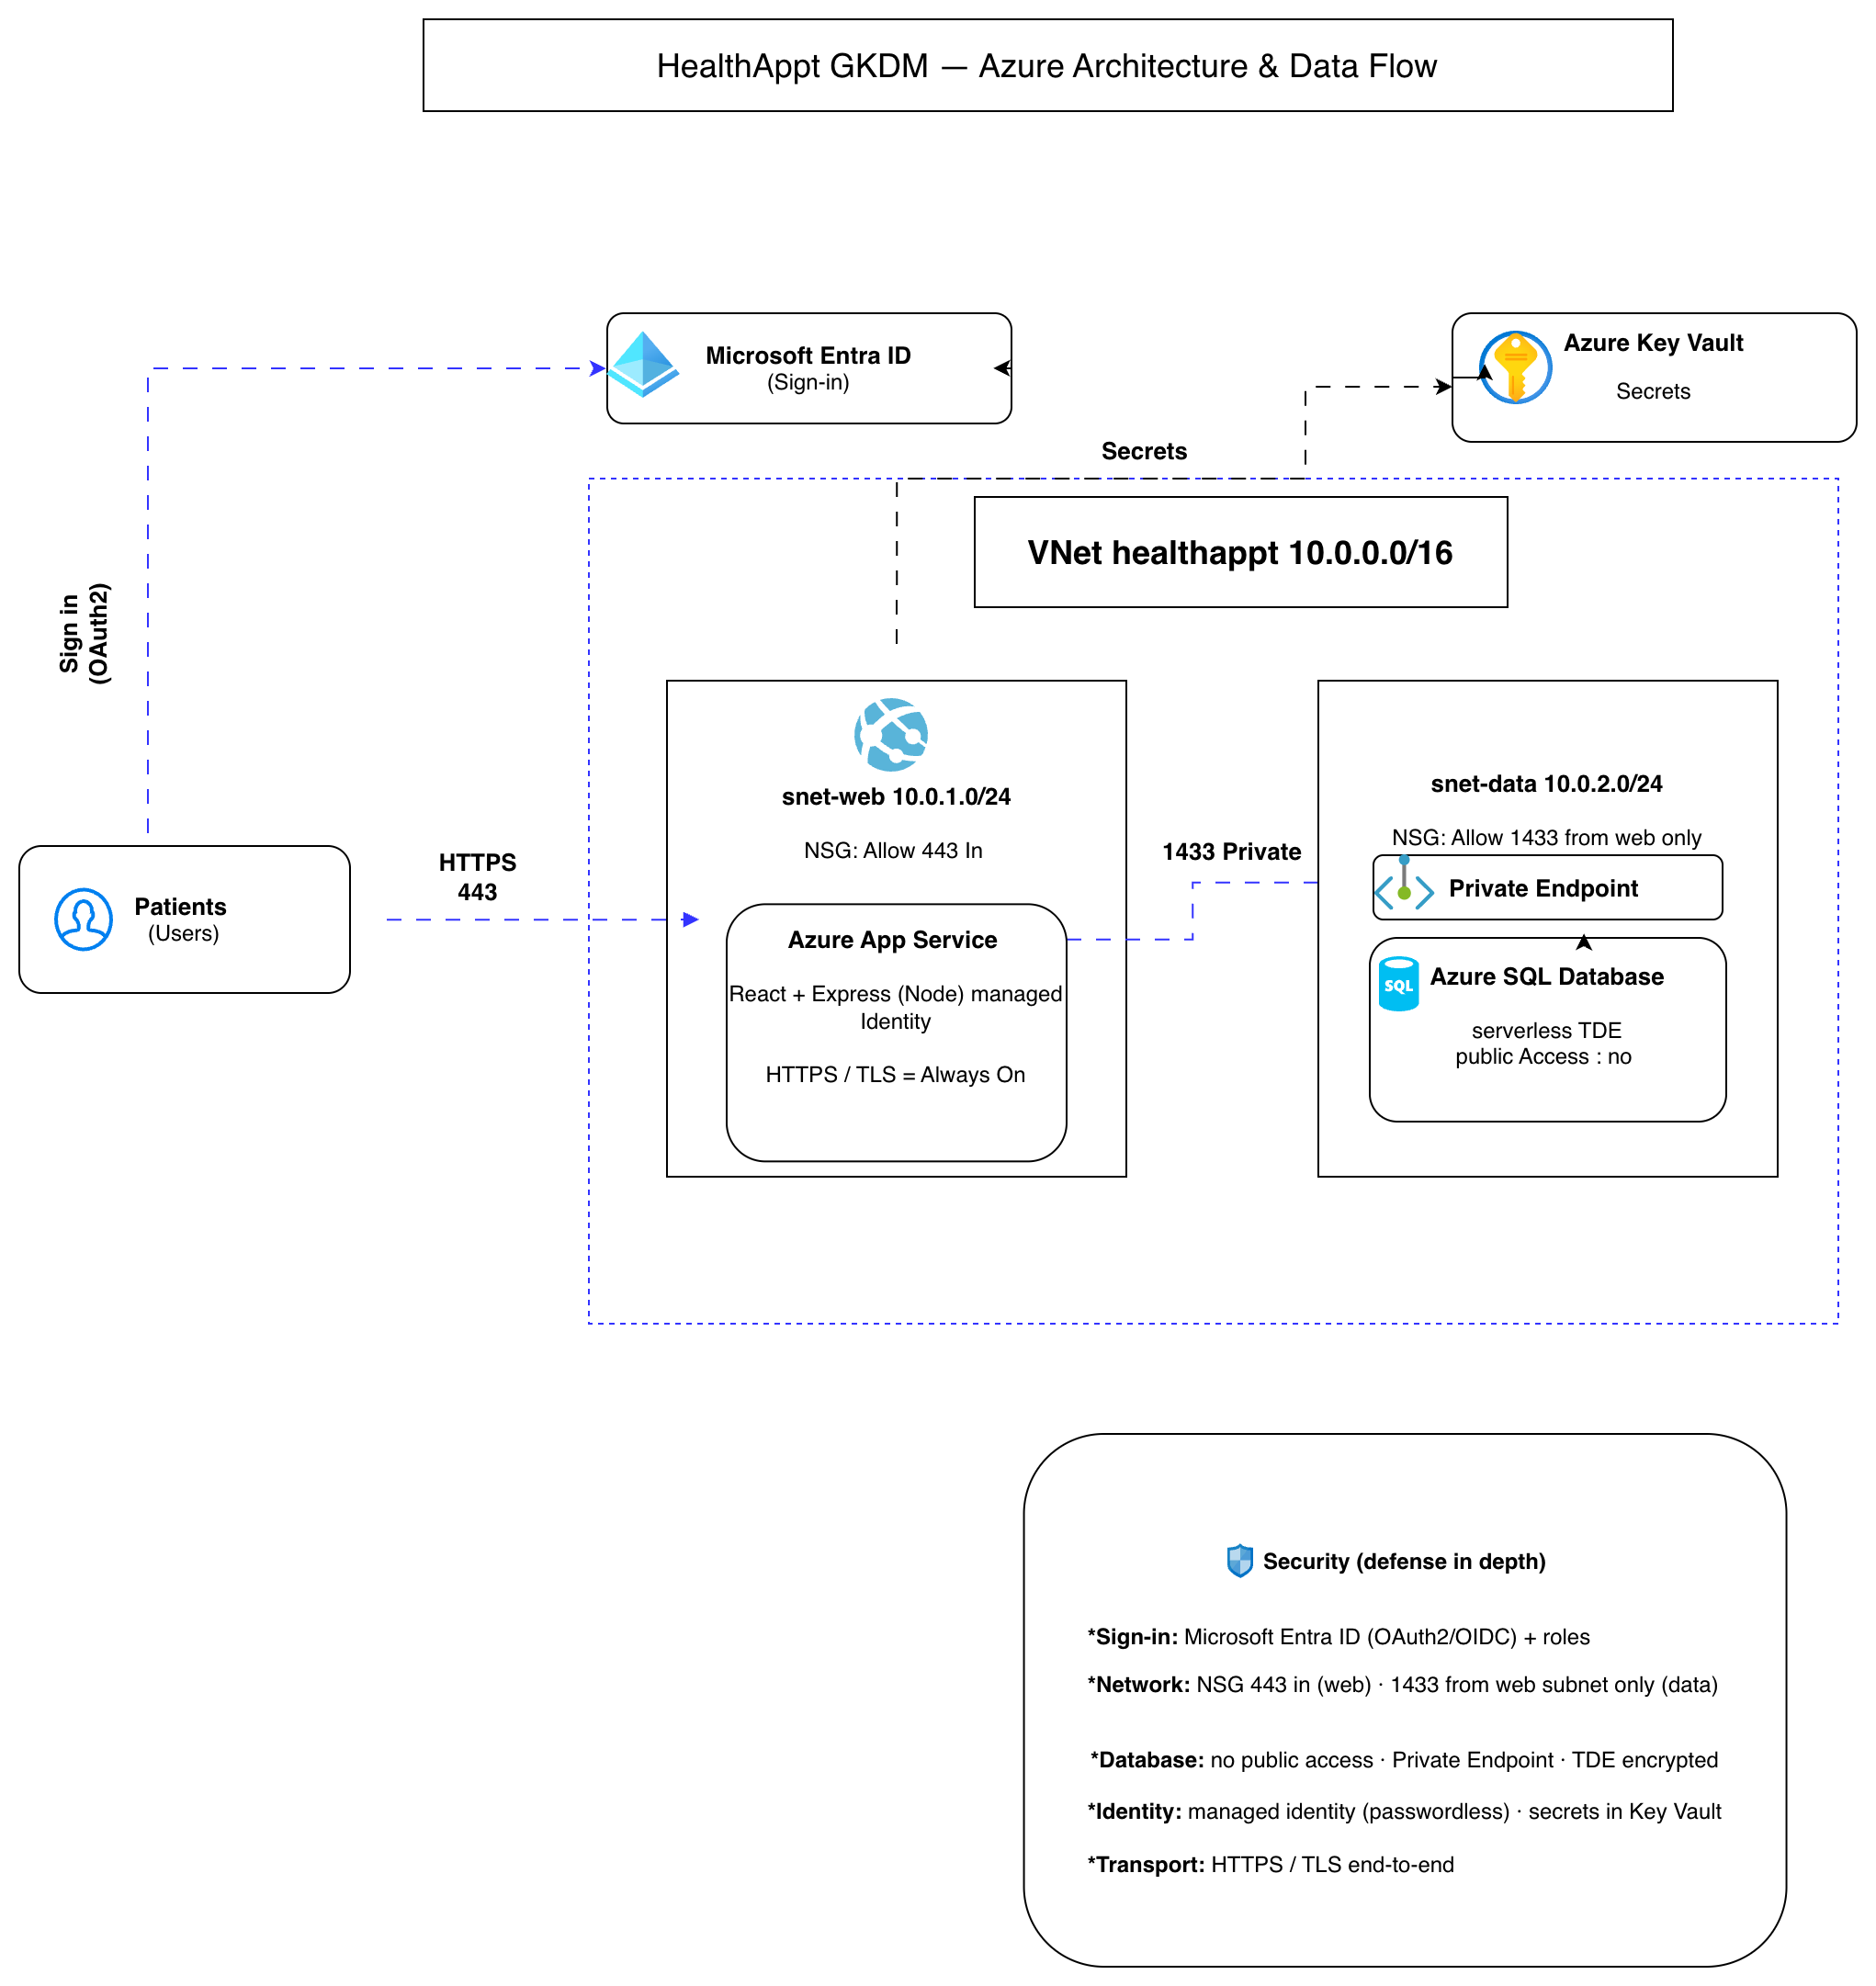 HealthAppt GKDM — Azure Architecture & Data Flow
Microsoft Entra ID
(Sign-in)
Azure Key Vault
Secrets
Secrets
VNet healthappt 10.0.0.0/16
Sign in
(OAuth2)
snet-web 10.0.1.0/24
NSG: Allow 443 In
snet-data 10.0.2.0/24
NSG: Allow 1433 from web only
HTTPS
443
1433 Private
Private Endpoint
Patients
(Users)
Azure App Service
React + Express (Node) managed
Identity
HTTPS / TLS = Always On
SQL
Azure SQL Database
serverless TDE
public Access : no
Security (defense in depth)
*Sign-in: Microsoft Entra ID (OAuth2/OIDC) + roles
*Network: NSG 443 in (web) · 1433 from web subnet only (data)
*Database: no public access · Private Endpoint · TDE encrypted
*Identity: managed identity (passwordless) · secrets in Key Vault
*Transport: HTTPS / TLS end-to-end